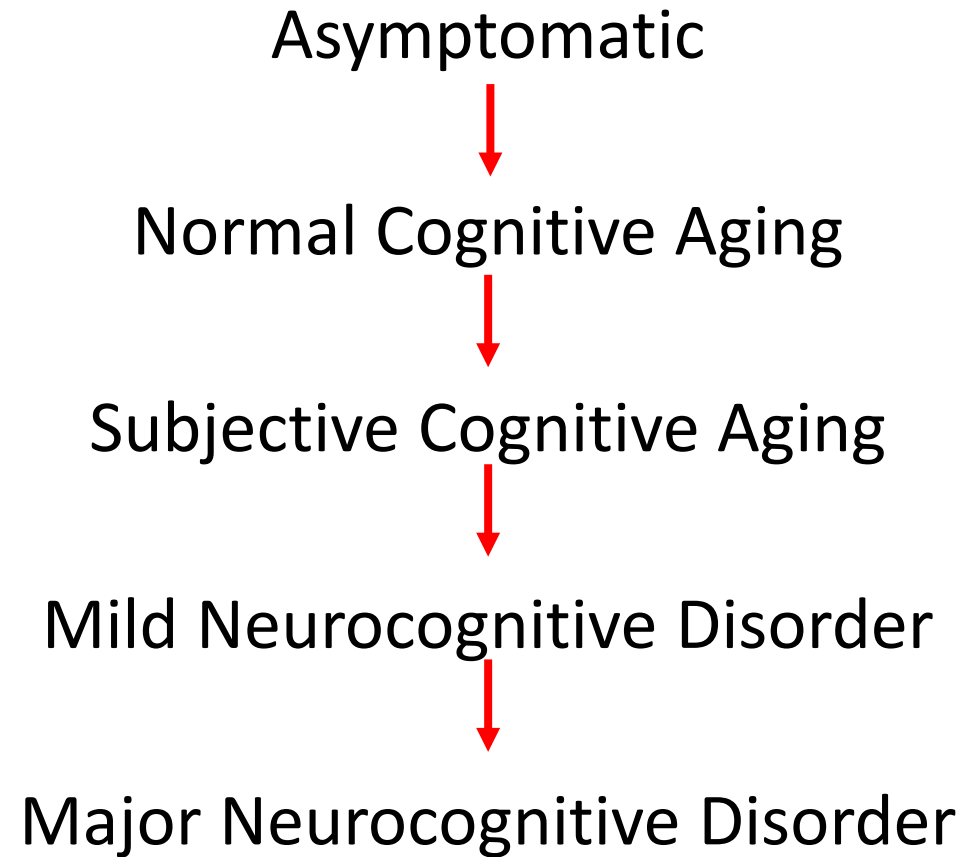 Asymptomatic
Normal Cognitive Aging
Subjective Cognitive Aging
Mild Neurocognitive Disorder
Major Neurocognitive Disorder